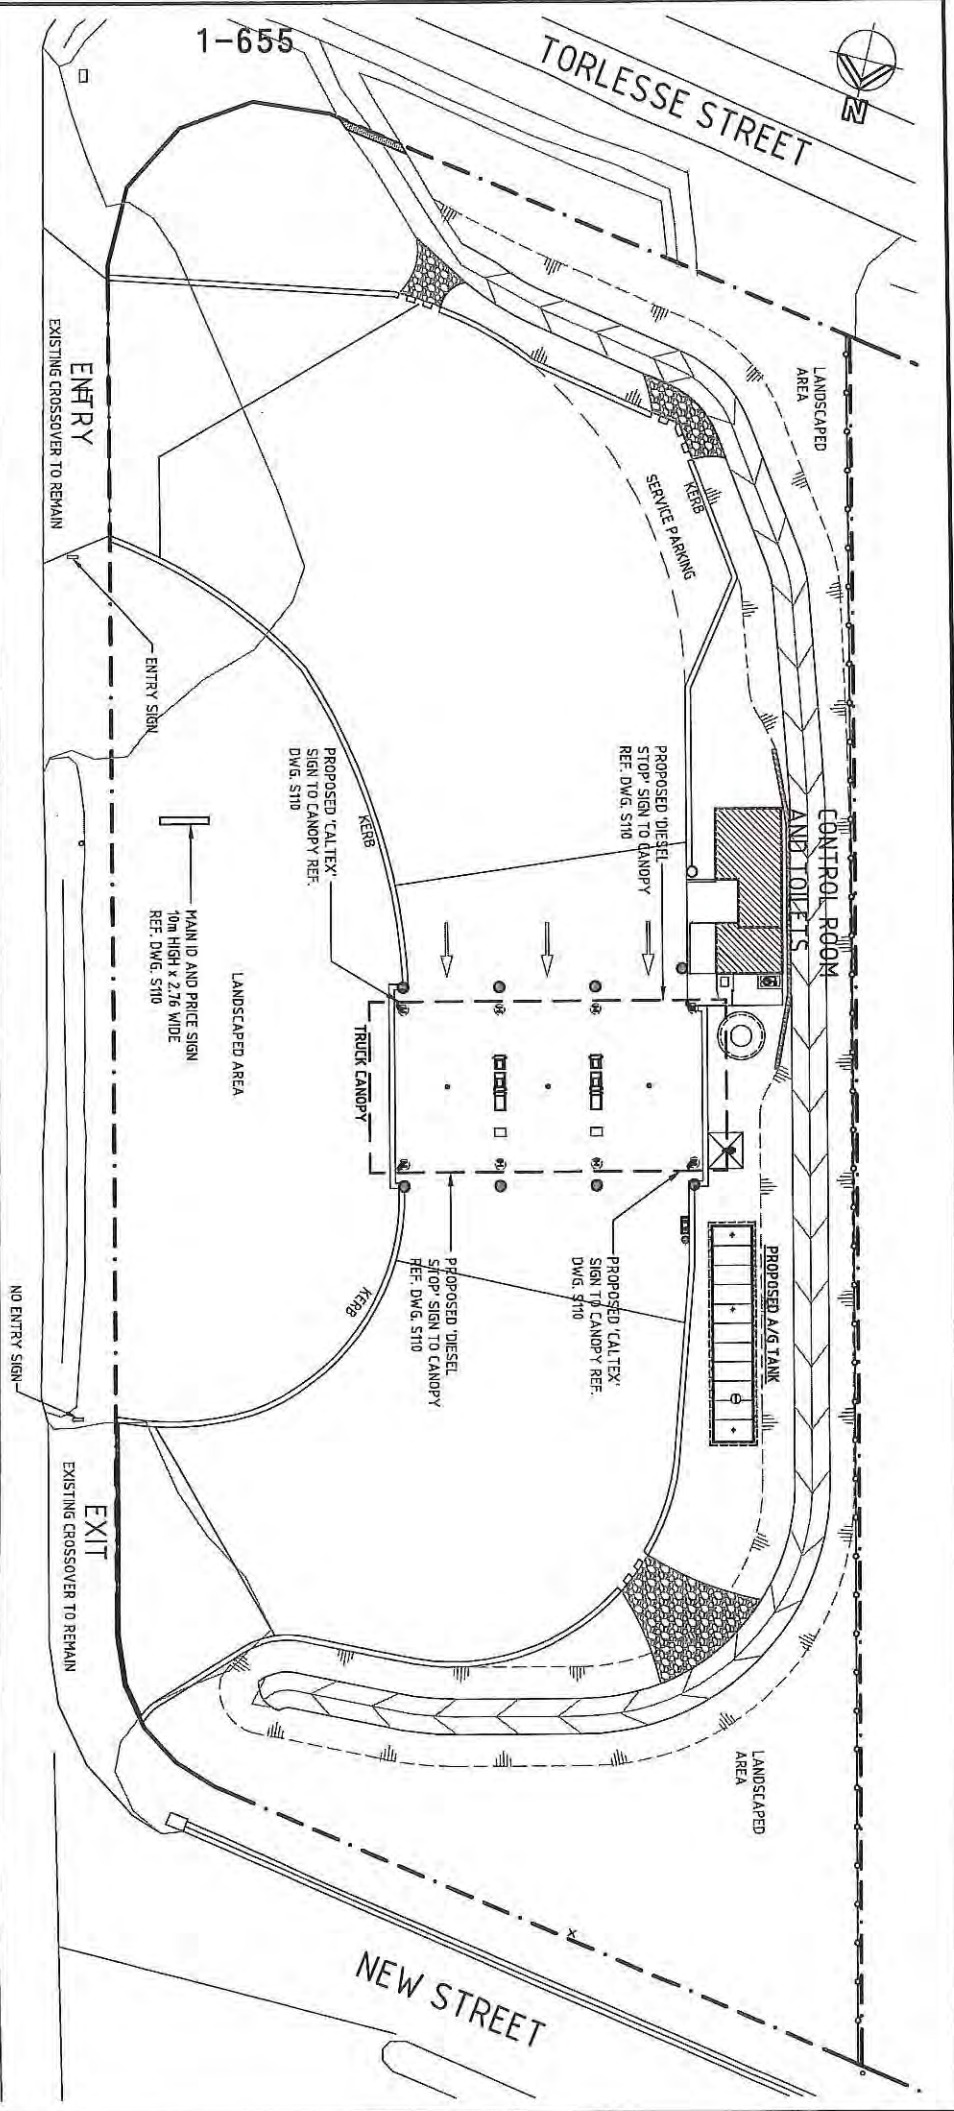 1-655
TORLESSE STREET
N
LANDSCAPED
AREA
KERB
SERVICE PARKING
ENTRY
EXISTING CROSSOVER TO REMAIN
ENTRY SIGN
CONTROL ROOM
AND TOILETS
PROPOSED 'DIESEL
STOP' SIGN TO CANOPY
REF. DWG. S110
PROPOSED 'CALTEX'
SIGN TO CANOPY REF.
DWG. S110
KERB
MAIN ID AND PRICE SIGN
10m HIGH x 2.76 WIDE
REF. DWG. S110
LANDSCAPED AREA
TRUCK CANOPY
PROPOSED A/G TANK
PROPOSED 'CALTEX'
SIGN TO CANOPY REF.
DWG. S110
PROPOSED 'DIESEL
STOP' SIGN TO CANOPY
REF. DWG. S110
KERB
NO ENTRY SIGN
EXIT
EXISTING CROSSOVER TO REMAIN
LANDSCAPED
AREA
NEW STREET